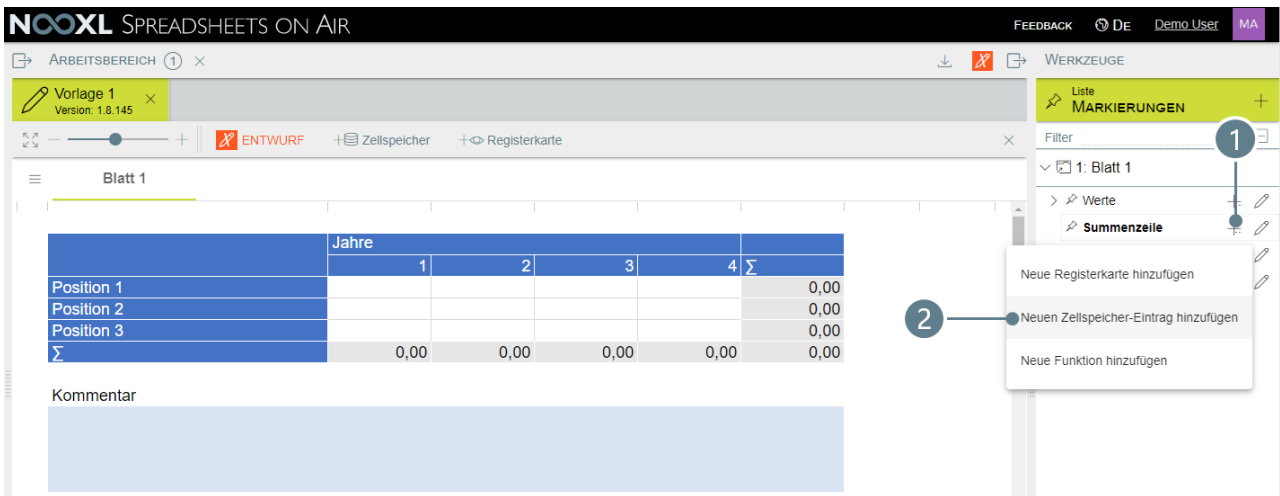 NOOXL SPREADSHEETS ON AIR
FEEDBACK DE Demo User MA
ARBEITSBEREICH 1
WERKZEUGE
Vorlage 1
Version: 1.8.145
Liste
MARKIERUNGEN
ENTWURF
Zellspeicher
Registerkarte
Filter
1
Blatt 1
1: Blatt 1
Werte
Summenzeile
Jahre
1 2 3 4 Σ
Position 1 0,00
Position 2 0,00
Position 3 0,00
Σ 0,00 0,00 0,00 0,00 0,00
Neue Registerkarte hinzufügen
2
Neuen Zellspeicher-Eintrag hinzufügen
Neue Funktion hinzufügen
Kommentar